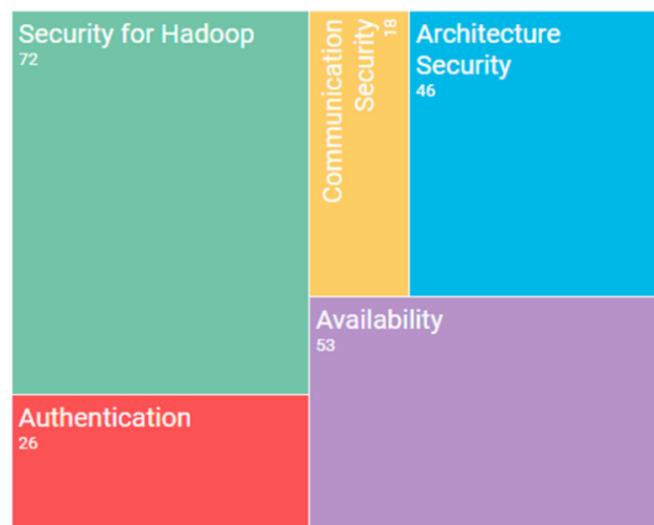 Security for Hadoop
72
Communication
Security
18
Architecture
Security
46
Availability
53
Authentication
26